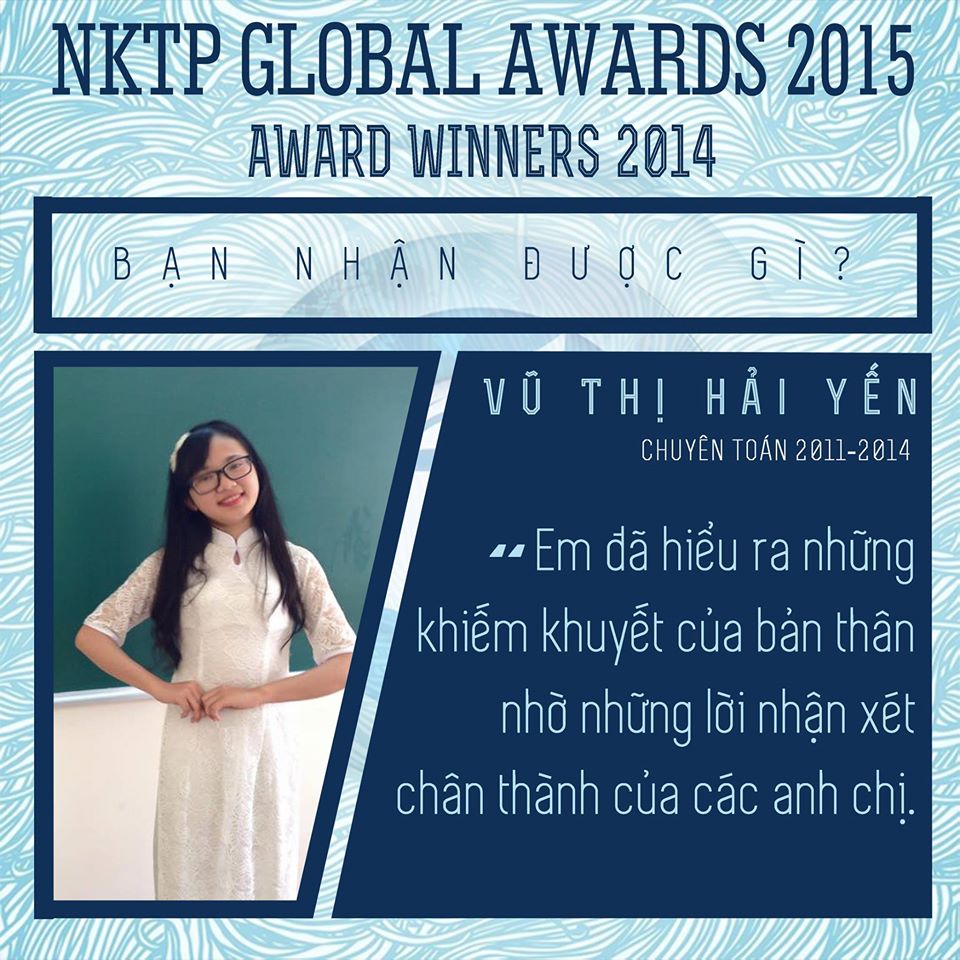 NKTP GLOBAL AWARDS 2015
AWARD WINNERS 2014
BẠN NHẬN ĐƯỢC GÌ?
VŨ THỊ HẢI YẾN
CHUYÊN TOÁN 2011-2014
“Em đã hiểu ra những
khiếm khuyết của bản thân
nhờ những lời nhận xét
chân thành của các anh chị.